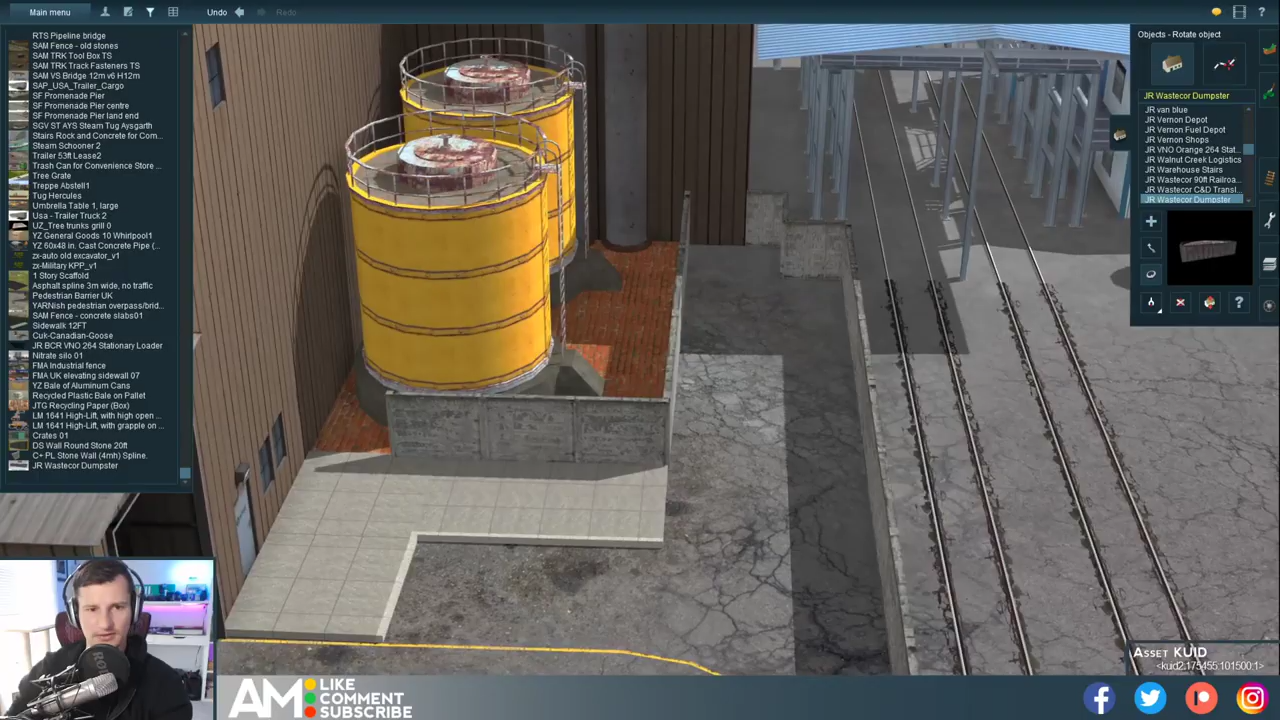 Main menu
Undo
Redo
RTS Pipeline bridge
SAM Fence - old stones
SAM TRK Tool Box TS
SAM TRK Track Fasteners TS
SAM VS Bridge 12m v6 H12m
SAP_USA_Trailer_Cargo
SF Promenade Pier
SF Promenade Pier centre
SF Promenade Pier land end
SGV ST AYS Steam Tug Aysgarth
Stairs Rock and Concrete for Com...
Steam Schooner 2
Trailer 53ft Lease2
Trash Can for Convenience Store ...
Tree Grate
Treppe Abstell1
Tug Hercules
Umbrella Table 1, large
Usa - Trailer Truck 2
UZ_Tree trunks grill 0
YZ General Goods 10 Whirlpool1
YZ 60x48 in. Cast Concrete Pipe (...
zx-auto old excavator_v1
zx-Military KPP_v1
1 Story Scaffold
Asphalt spline 3m wide, no traffic
Pedestrian Barrier UK
YARNish pedestrian overpass/brid...
SAM Fence - concrete slabs01
Sidewalk 12FT
Cuk-Canadian-Goose
JR BCR VNO 264 Stationary Loader
Nitrate silo 01
FMA Industrial fence
FMA UK elevating sidewall 07
YZ Bale of Aluminum Cans
Recycled Plastic Bale on Pallet
JTG Recycling Paper (Box)
LM 1641 High-Lift, with high open ...
LM 1641 High-Lift, with grapple on ...
Crates 01
DS Wall Round Stone 20ft
C+ PL Stone Wall (4mh) Spline.
JR Wastecor Dumpster
Objects - Rotate object
JR Wastecor Dumpster
JR van blue
JR Vernon Depot
JR Vernon Fuel Depot
JR Vernon Shops
JR VNO Orange 264 Stat...
JR Walnut Creek Logistics
JR Warehouse Stairs
JR Wastecor 90ft Railroa...
JR Wastecor C&D Transl...
JR Wastecor Dumpster
ASSET KUID
<kuid2:175455:101500:1>
AM
LIKE
COMMENT
SUBSCRIBE